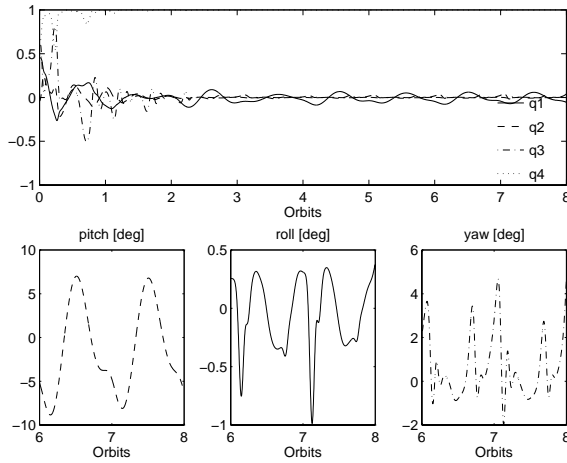 1
0.5
0
−0.5
−1
0 1 2 3 4 5 6 7 8
Orbits
q1
q2
q3
q4
pitch [deg]
10
5
0
−5
−10
6 7 8
Orbits
roll [deg]
0.5
0
−0.5
−1
6 7 8
Orbits
yaw [deg]
6
4
2
0
−2
6 7 8
Orbits